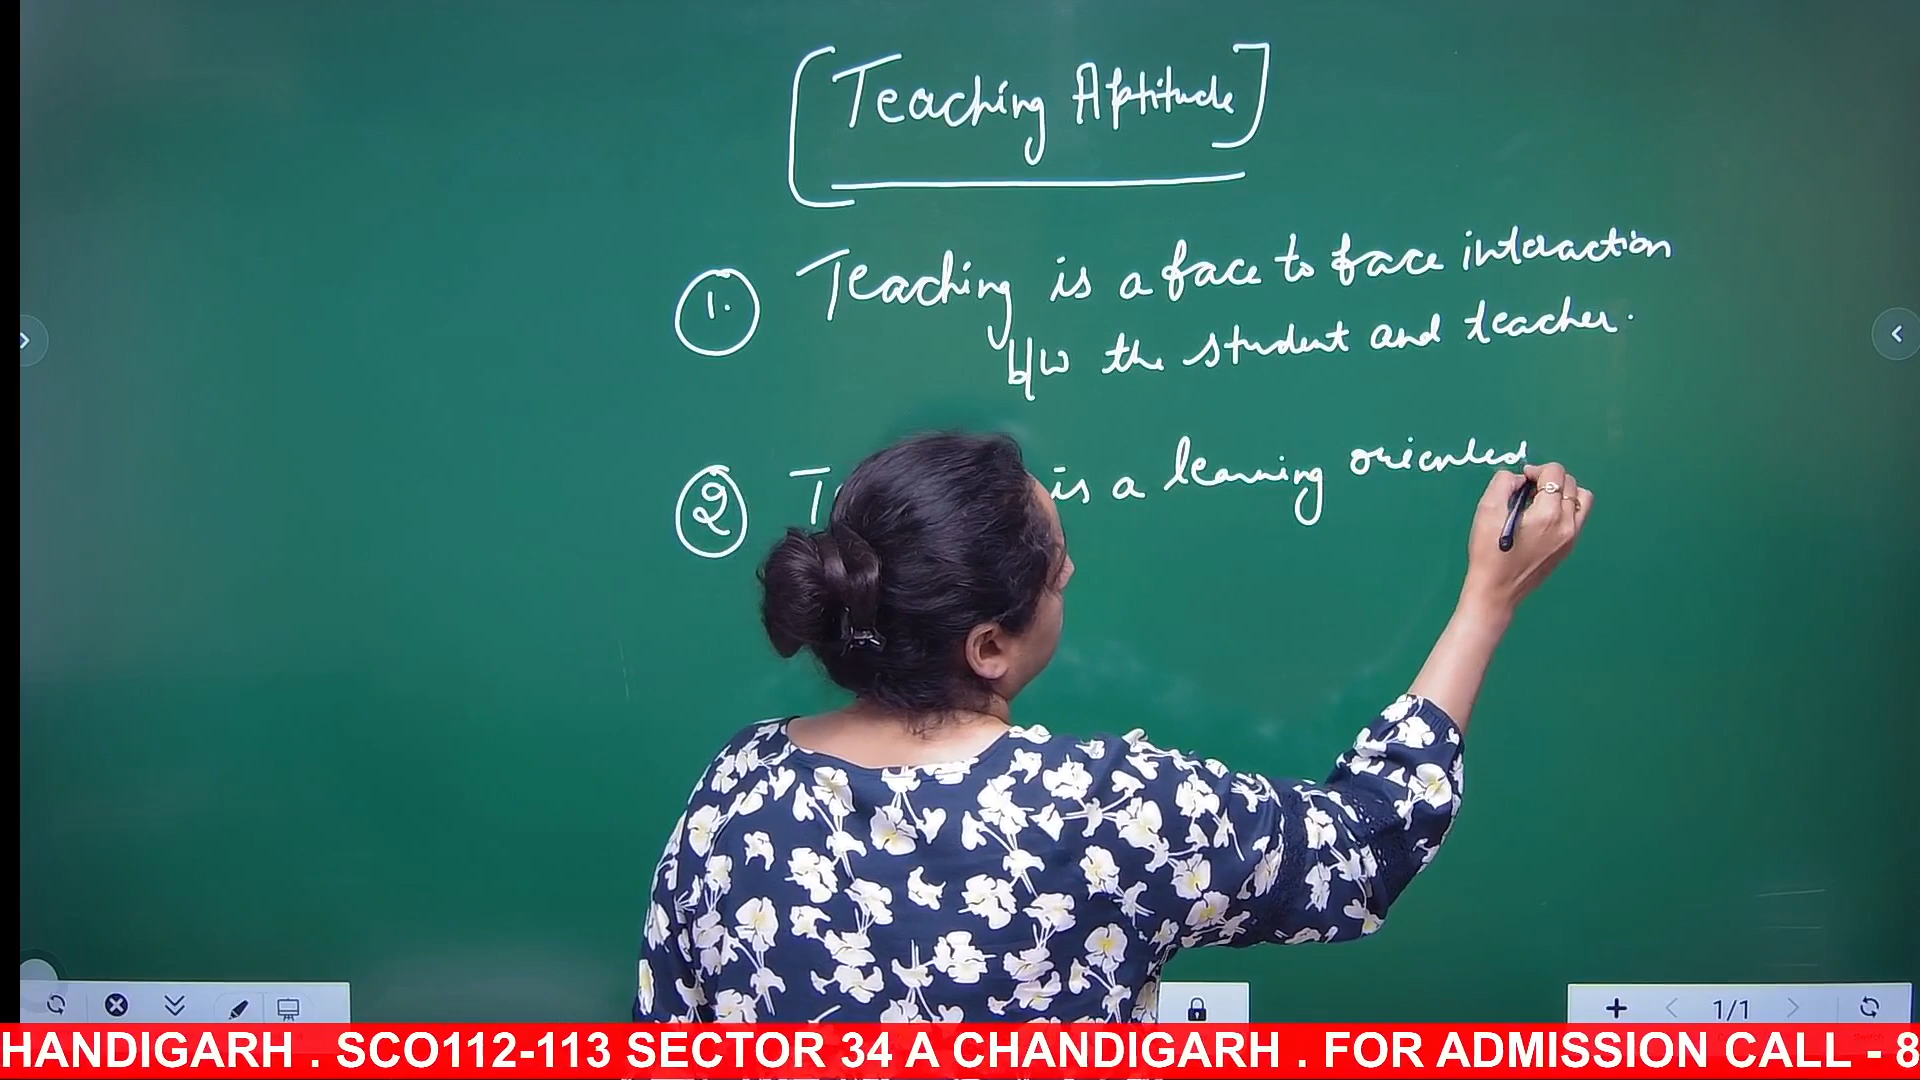 [Teaching Aptitude]
1. Teaching is a face to face interaction
b/w the student and teacher.
2 is a learning oriented
1/1
HANDIGARH . SCO112-113 SECTOR 34 A CHANDIGARH . FOR ADMISSION CALL - 8